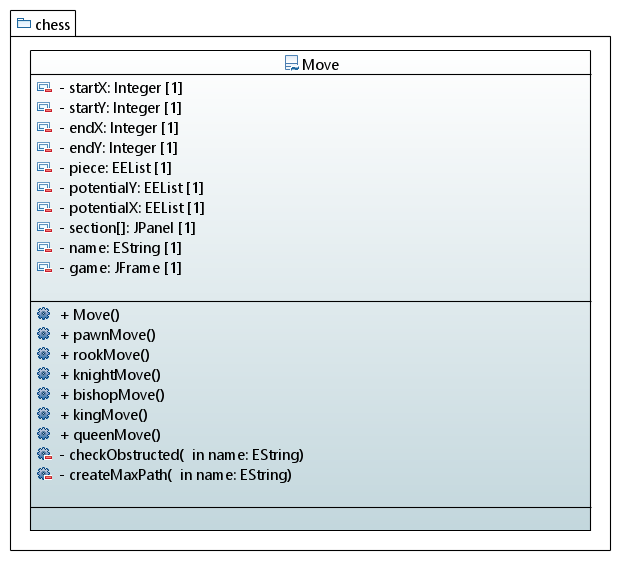 chess
Move
- startX: Integer [1]
- startY: Integer [1]
- endX: Integer [1]
- endY: Integer [1]
- piece: EEList [1]
- potentialY: EEList [1]
- potentialX: EEList [1]
- section[]: JPanel [1]
- name: EString [1]
- game: JFrame [1]
+ Move()
+ pawnMove()
+ rookMove()
+ knightMove()
+ bishopMove()
+ kingMove()
+ queenMove()
- checkObstructed(  in name: EString)
- createMaxPath(  in name: EString)